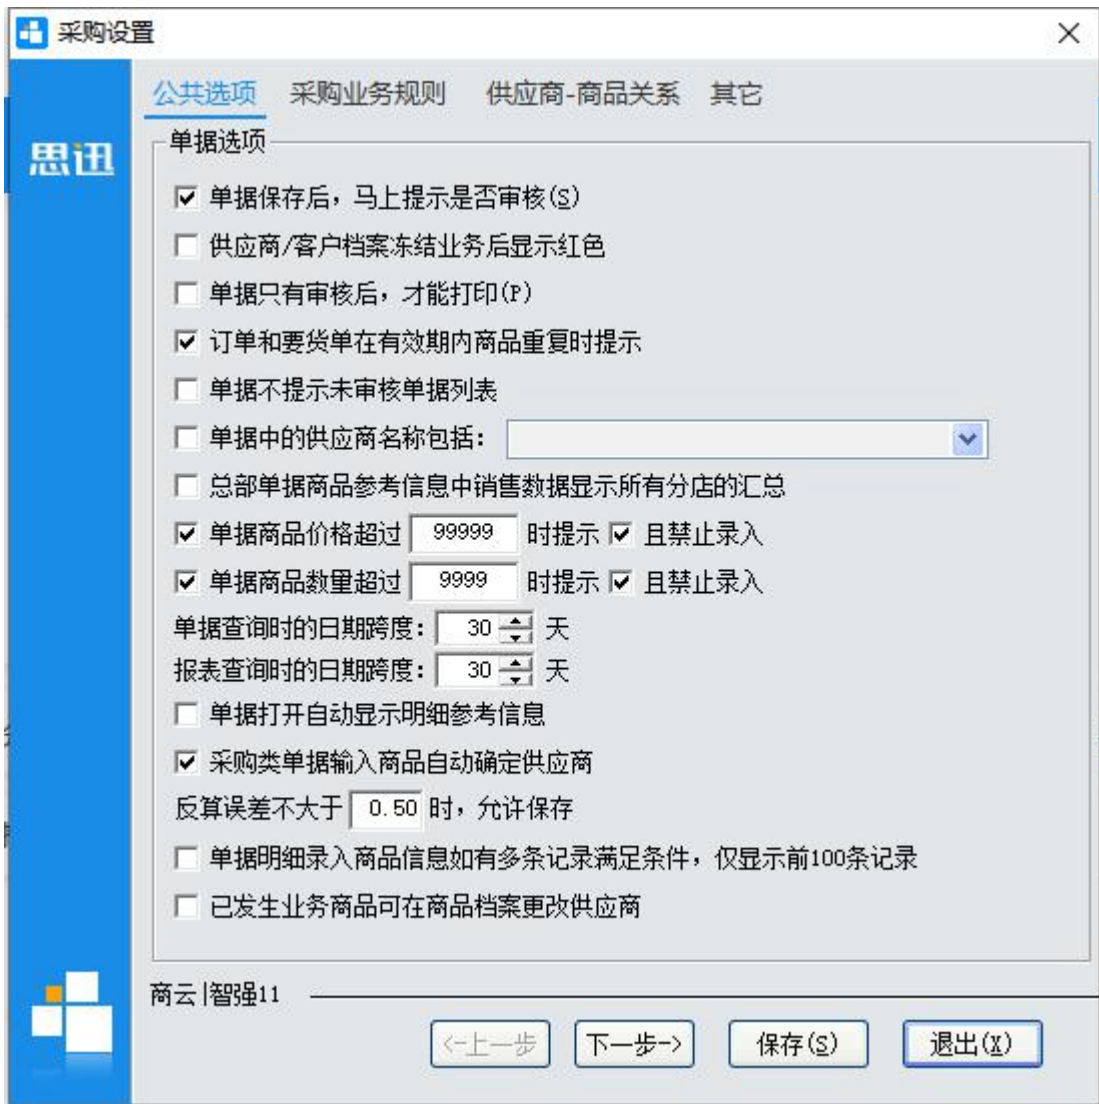 采购设置
公共选项 采购业务规则 供应商-商品关系 其它
思迅
单据选项
单据保存后，马上提示是否审核(S)
供应商/客户档案冻结业务后显示红色
单据只有审核后，才能打印(P)
订单和要货单在有效期内商品重复时提示
单据不提示未审核单据列表
单据中的供应商名称包括：
总部单据商品参考信息中销售数据显示所有分店的汇总
单据商品价格超过 99999 时提示 且禁止录入
单据商品数量超过 9999 时提示 且禁止录入
单据查询时的日期跨度： 30 天
报表查询时的日期跨度： 30 天
单据打开自动显示明细参考信息
采购类单据输入商品自动确定供应商
反算误差不大于 0.50 时，允许保存
单据明细录入商品信息如有多条记录满足条件，仅显示前100条记录
已发生业务商品可在商品档案更改供应商
商云|智强11
<-上一步 下一步-> 保存(S) 退出(X)